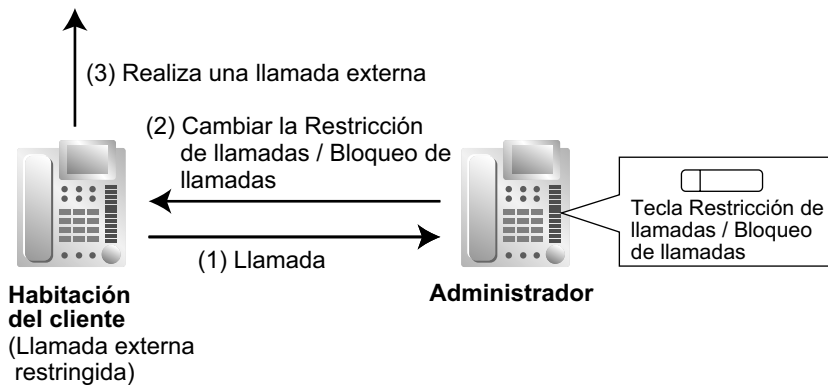 (3) Realiza una llamada externa
(2) Cambiar la Restricción
de llamadas / Bloqueo de
llamadas
(1) Llamada
Tecla Restricción de
llamadas / Bloqueo
de llamadas
Habitación
del cliente
(Llamada externa
restringida)
Administrador